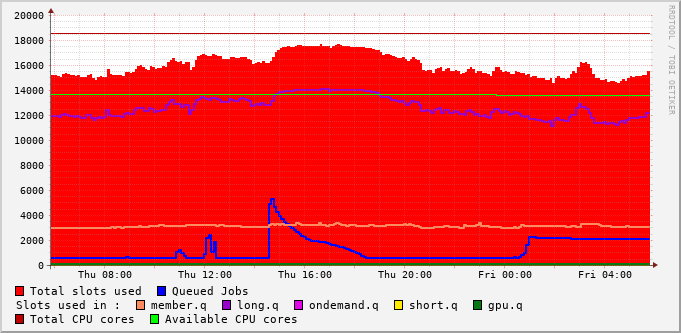 20000
18000
16000
14000
12000
10000
8000
6000
4000
2000
0
Thu 08:00 Thu 12:00 Thu 16:00 Thu 20:00 Fri 00:00 Fri 04:00
RRDTOOL / TOBI OETIKER
Total slots used Queued Jobs
Slots used in : member.q long.q ondemand.q short.q gpu.q
Total CPU cores Available CPU cores